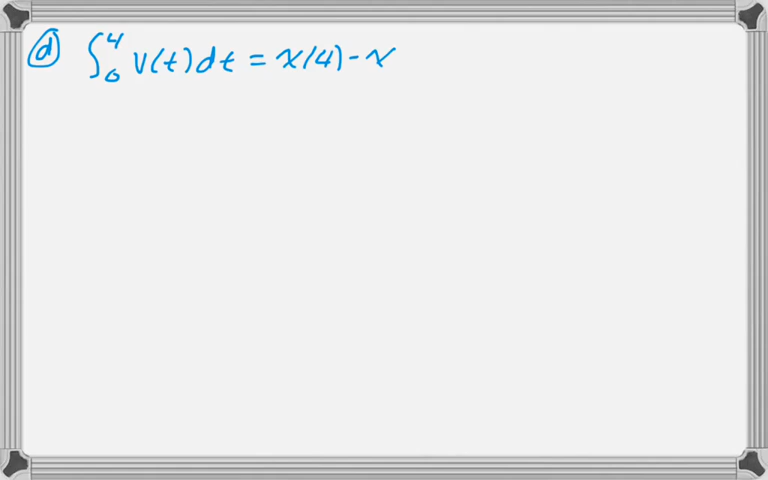 (d) ∫₀⁴ v(t)dt = x(4) - x